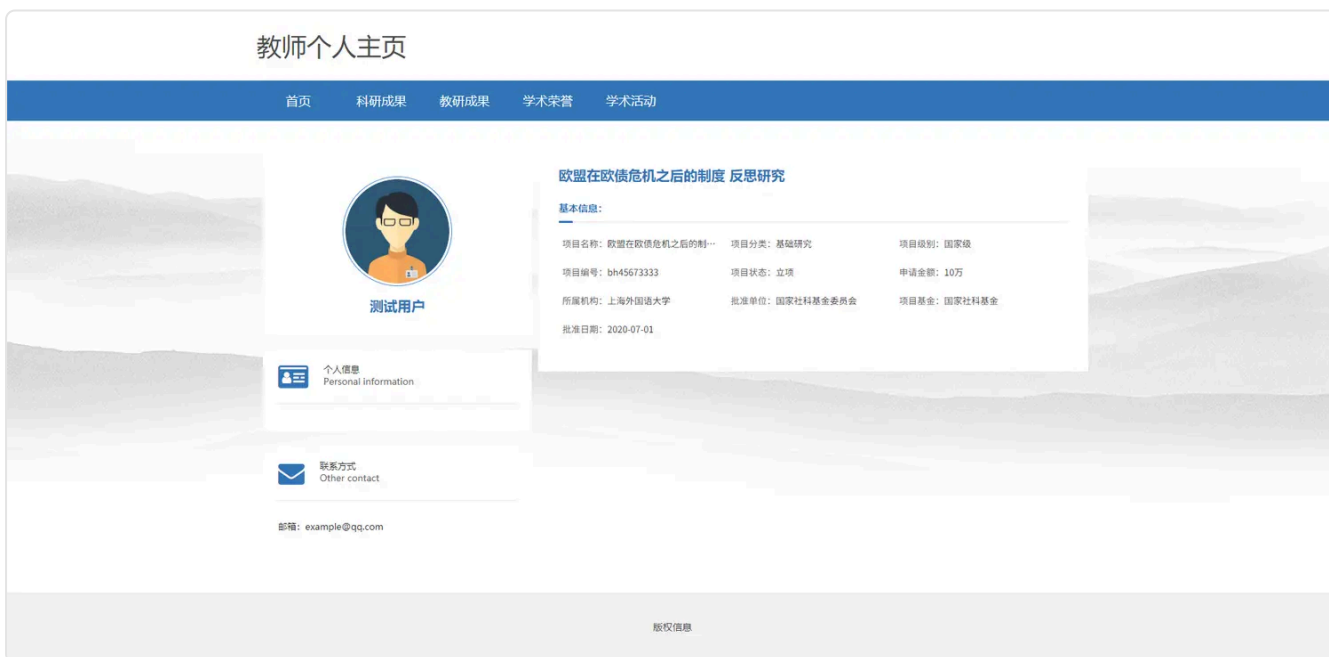 教师个人主页
首页 科研成果 教研成果 学术荣誉 学术活动
测试用户
个人信息
Personal information
联系方式
Other contact
邮箱：example@qq.com
欧盟在欧债危机之后的制度 反思研究
基本信息：
项目名称：欧盟在欧债危机之后的制… 项目分类：基础研究 项目级别：国家级
项目编号：bh45673333 项目状态：立项 申请金额：10万
所属机构：上海外国语大学 批准单位：国家社科基金委员会 项目基金：国家社科基金
批准日期：2020-07-01
版权信息